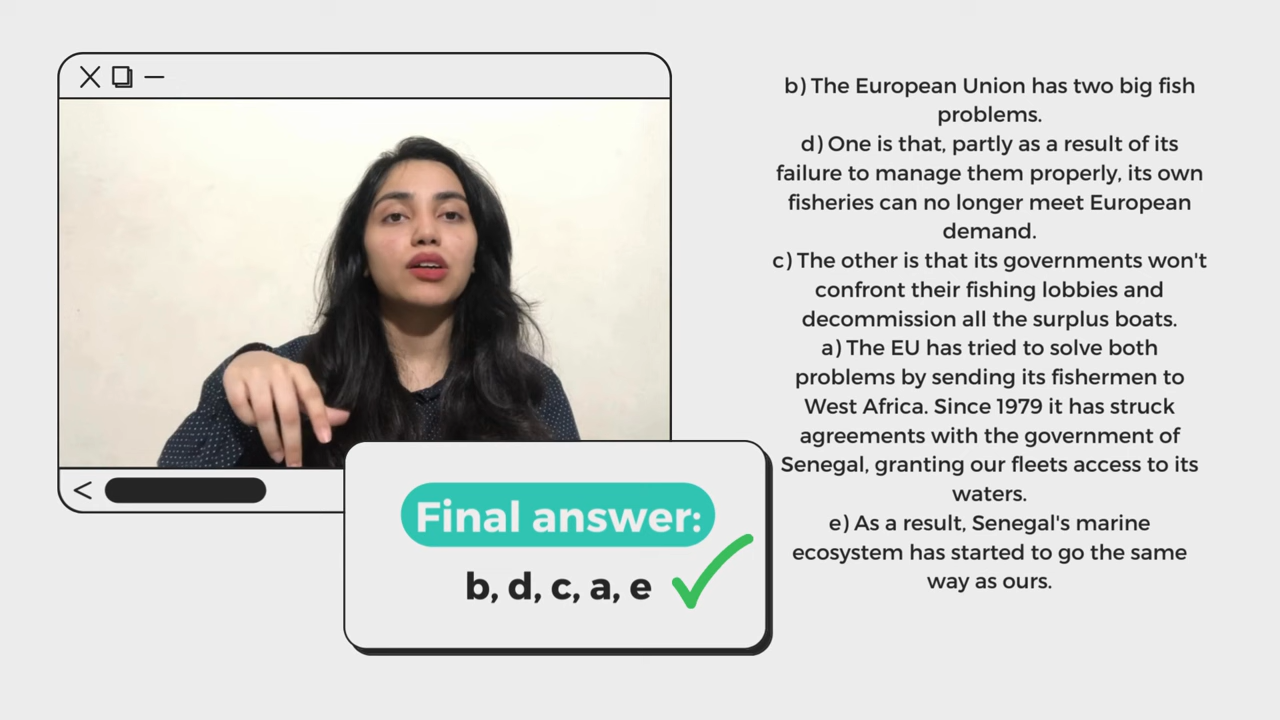 b) The European Union has two big fish
problems.
d) One is that, partly as a result of its
failure to manage them properly, its own
fisheries can no longer meet European
demand.
c) The other is that its governments won't
confront their fishing lobbies and
decommission all the surplus boats.
a) The EU has tried to solve both
problems by sending its fishermen to
West Africa. Since 1979 it has struck
agreements with the government of
Senegal, granting our fleets access to its
waters.
e) As a result, Senegal's marine
ecosystem has started to go the same
way as ours.
Final answer:
b, d, c, a, e